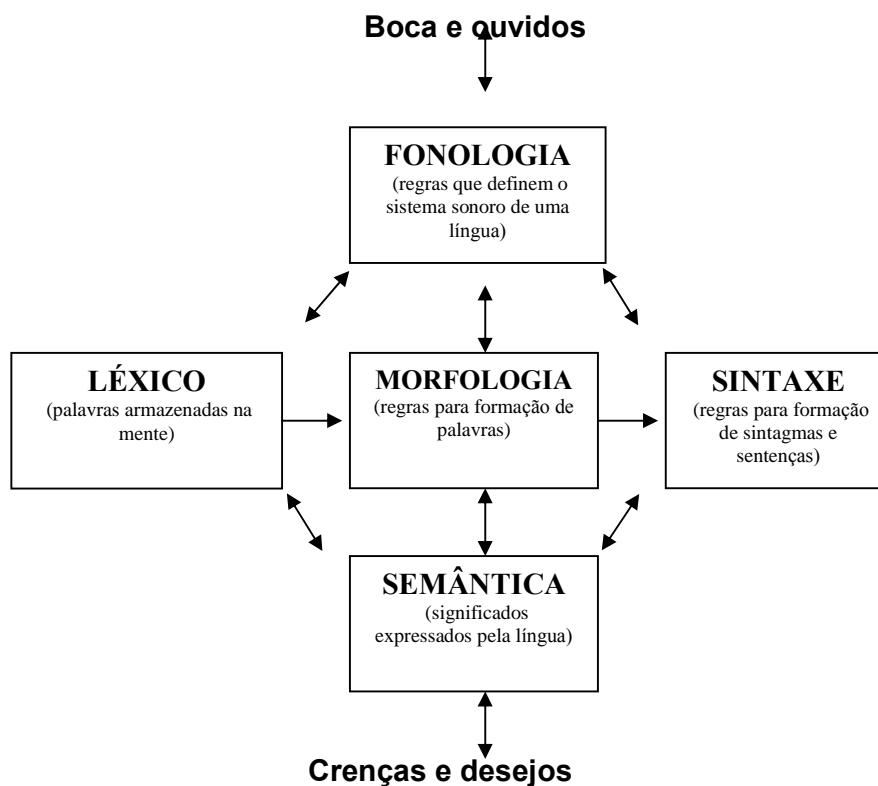 Boca e ouvidos
FONOLOGIA
(regras que definem o
sistema sonoro de uma
língua)
LÉXICO
(palavras armazenadas na
mente)
MORFOLOGIA
(regras para formação de
palavras)
SINTAXE
(regras para formação
de sintagmas e
sentenças)
SEMÂNTICA
(significados
expressados pela língua)
Crenças e desejos